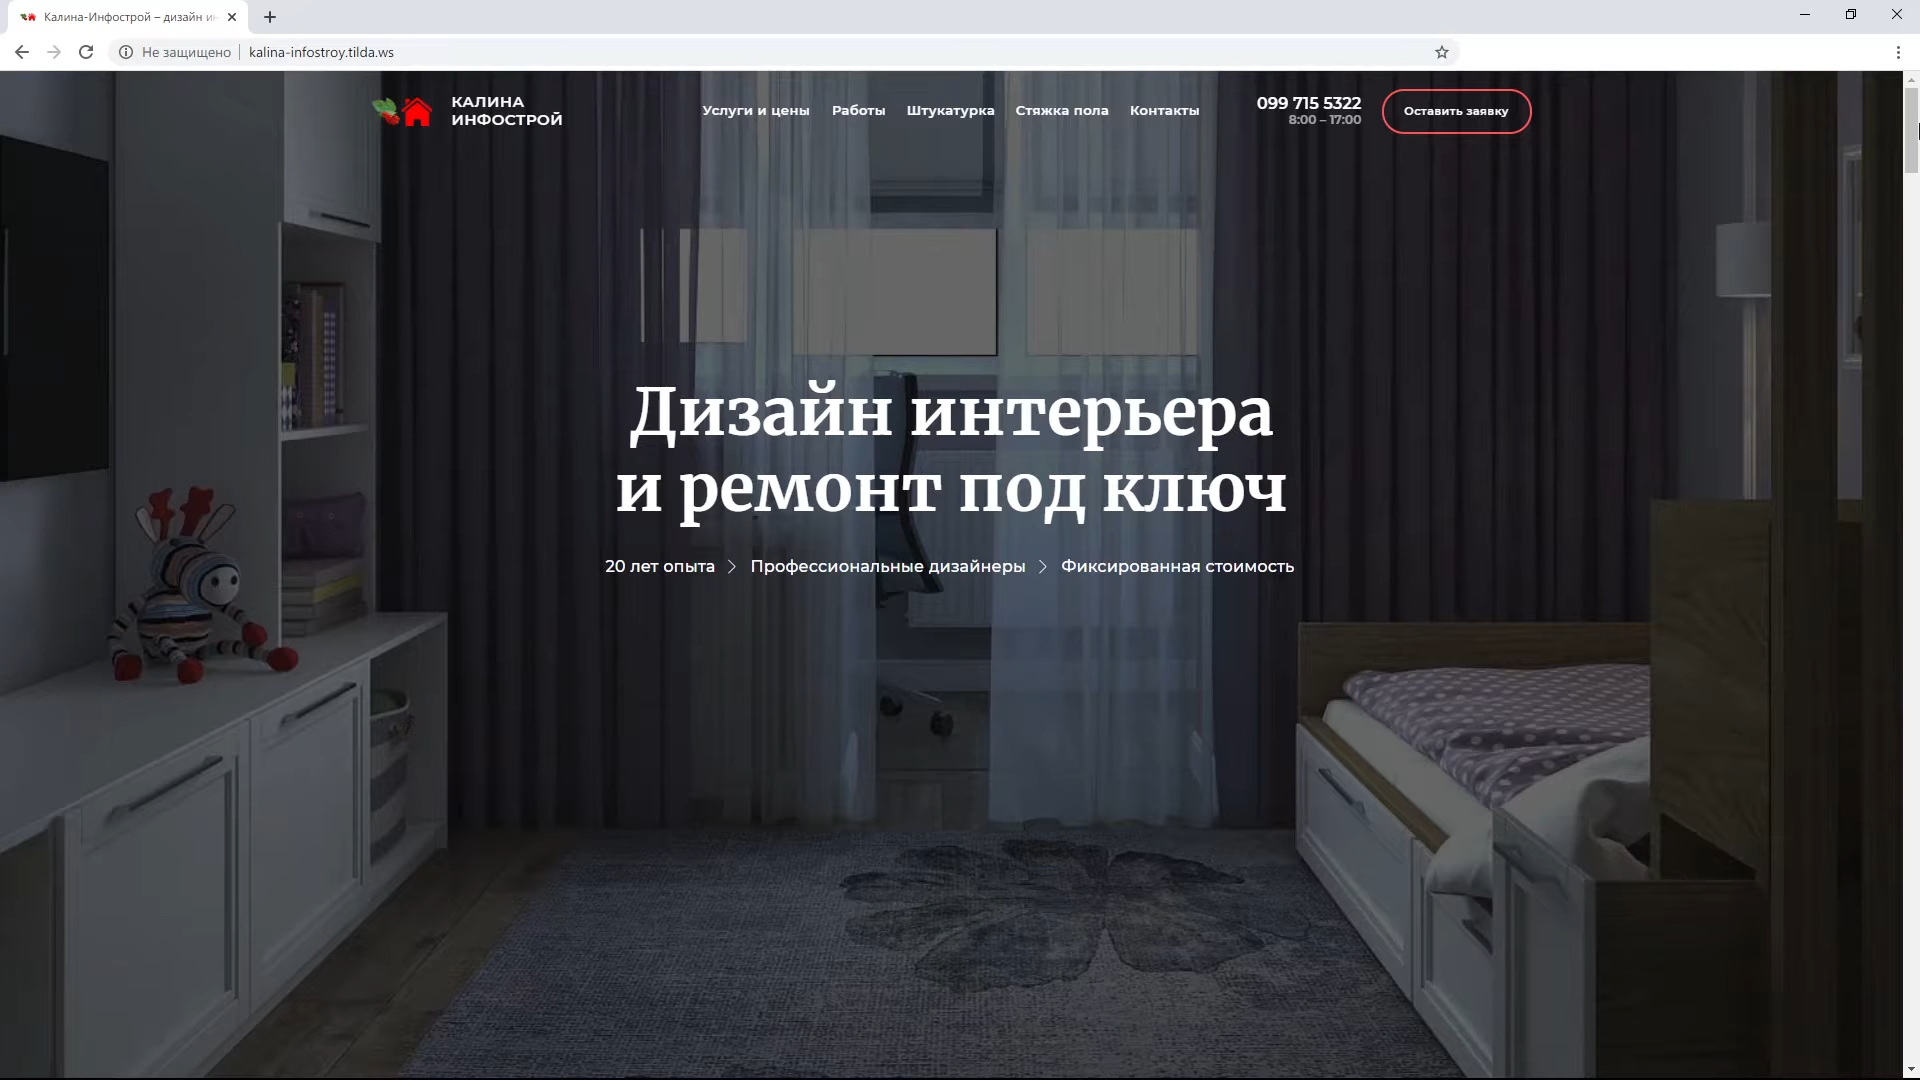 Калина-Инфострой – дизайн ин
Не защищено
kalina-infostroy.tilda.ws
КАЛИНА
ИНФОСТРОЙ
Услуги и цены
Работы
Штукатурка
Стяжка пола
Контакты
099 715 5322
8:00 – 17:00
Оставить заявку
Дизайн интерьера
и ремонт под ключ
20 лет опыта
Профессиональные дизайнеры
Фиксированная стоимость